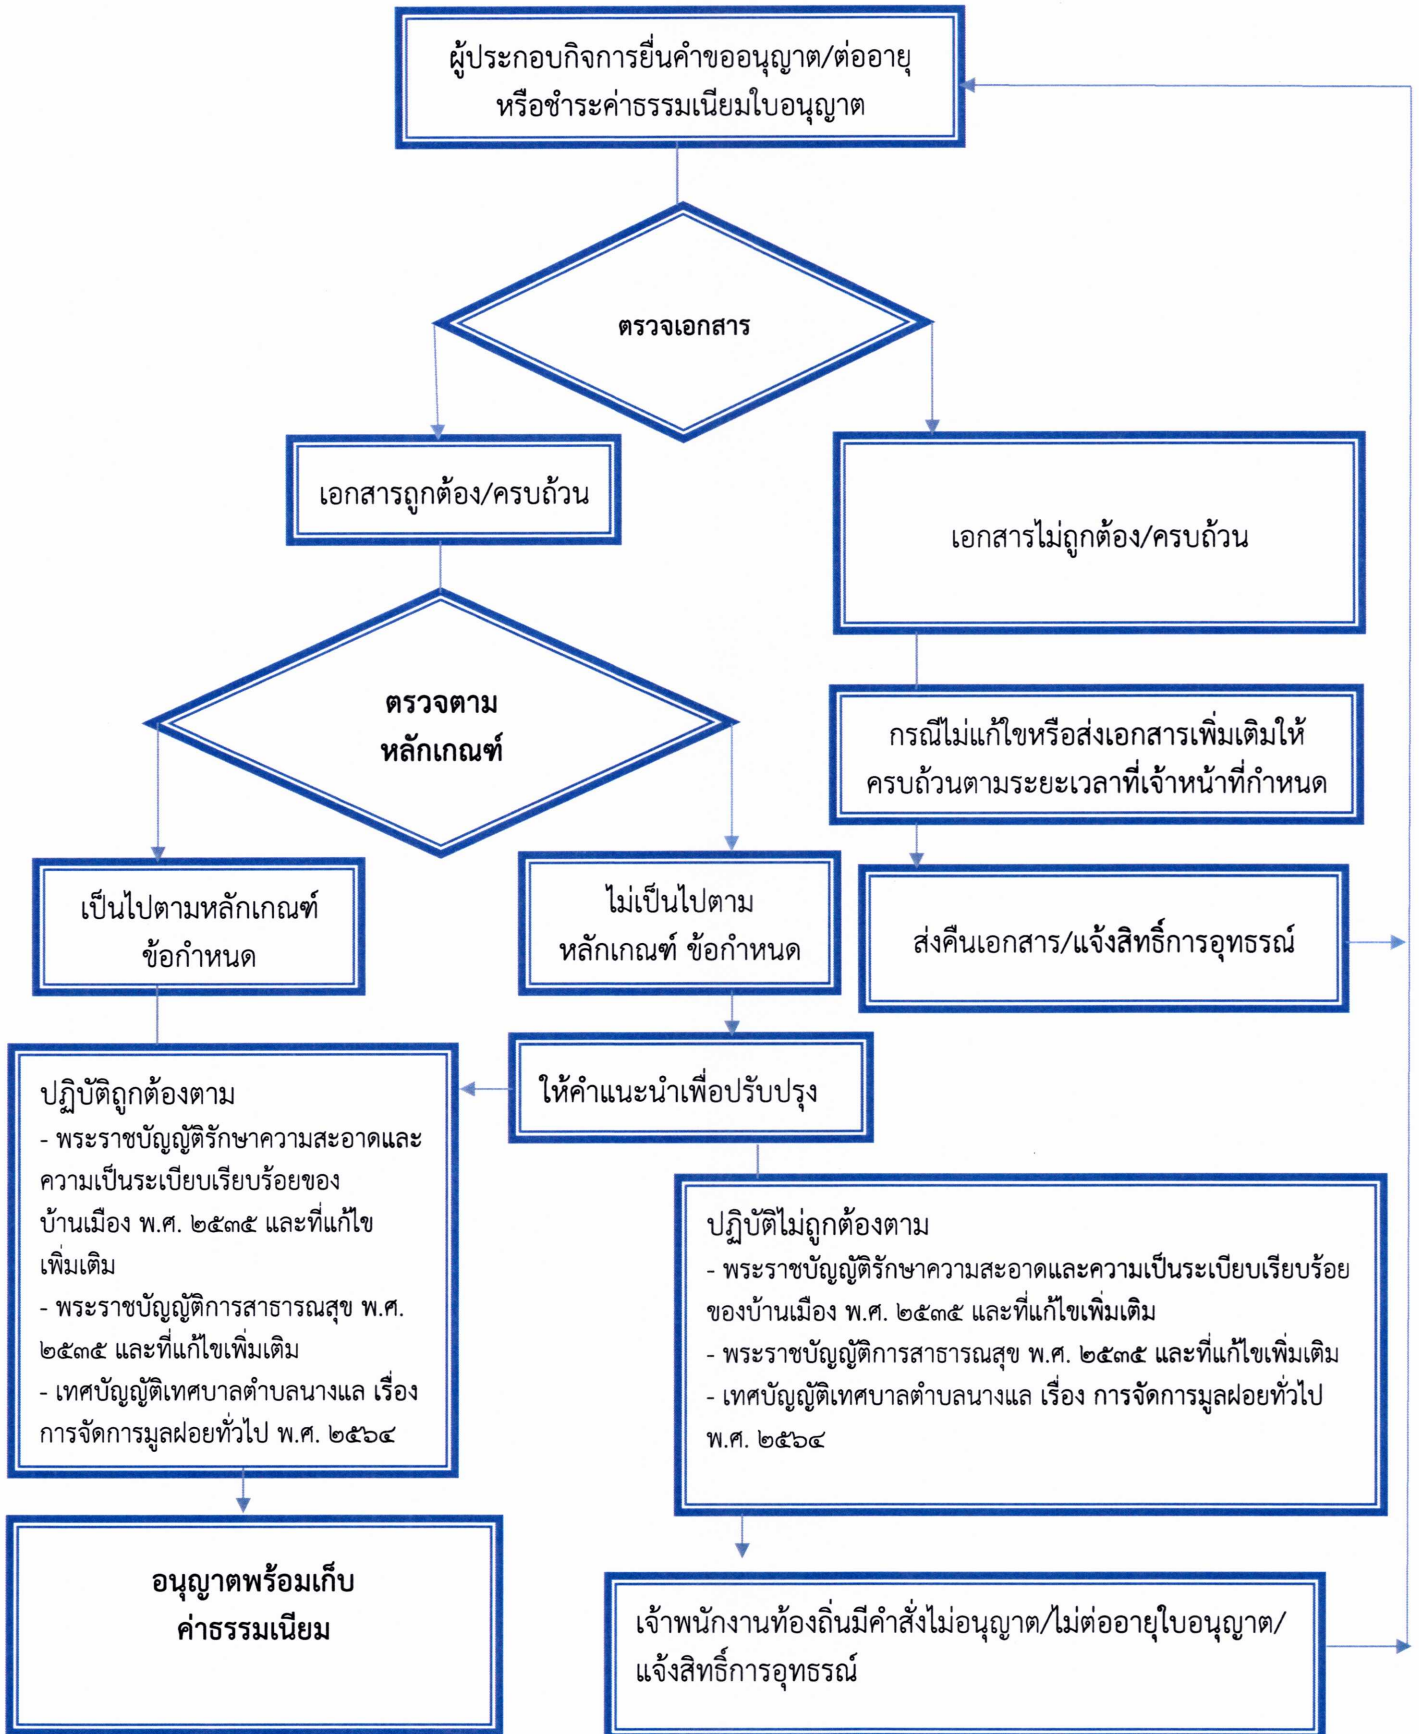 ผู้ประกอบกิจการยื่นคำขออนุญาต/ต่ออายุ
หรือชำระค่าธรรมเนียมใบอนุญาต
ตรวจเอกสาร
เอกสารถูกต้อง/ครบถ้วน
เอกสารไม่ถูกต้อง/ครบถ้วน
ตรวจตาม
หลักเกณฑ์
กรณีไม่แก้ไขหรือส่งเอกสารเพิ่มเติมให้
ครบถ้วนตามระยะเวลาที่เจ้าหน้าที่กำหนด
เป็นไปตามหลักเกณฑ์
ข้อกำหนด
ไม่เป็นไปตาม
หลักเกณฑ์ ข้อกำหนด
ส่งคืนเอกสาร/แจ้งสิทธิ์การอุทธรณ์
ให้คำแนะนำเพื่อปรับปรุง
ปฏิบัติถูกต้องตาม
- พระราชบัญญัติรักษาความสะอาดและ
ความเป็นระเบียบเรียบร้อยของ
บ้านเมือง พ.ศ. ๒๕๓๕ และที่แก้ไข
เพิ่มเติม
- พระราชบัญญัติการสาธารณสุข พ.ศ.
๒๕๓๕ และที่แก้ไขเพิ่มเติม
- เทศบัญญัติเทศบาลตำบลนางแล เรื่อง
การจัดการมูลฝอยทั่วไป พ.ศ. ๒๕๖๔
ปฏิบัติไม่ถูกต้องตาม
- พระราชบัญญัติรักษาความสะอาดและความเป็นระเบียบเรียบร้อย
ของบ้านเมือง พ.ศ. ๒๕๓๕ และที่แก้ไขเพิ่มเติม
- พระราชบัญญัติการสาธารณสุข พ.ศ. ๒๕๓๕ และที่แก้ไขเพิ่มเติม
- เทศบัญญัติเทศบาลตำบลนางแล เรื่อง การจัดการมูลฝอยทั่วไป
พ.ศ. ๒๕๖๔
อนุญาตพร้อมเก็บ
ค่าธรรมเนียม
เจ้าพนักงานท้องถิ่นมีคำสั่งไม่อนุญาต/ไม่ต่ออายุใบอนุญาต/
แจ้งสิทธิ์การอุทธรณ์